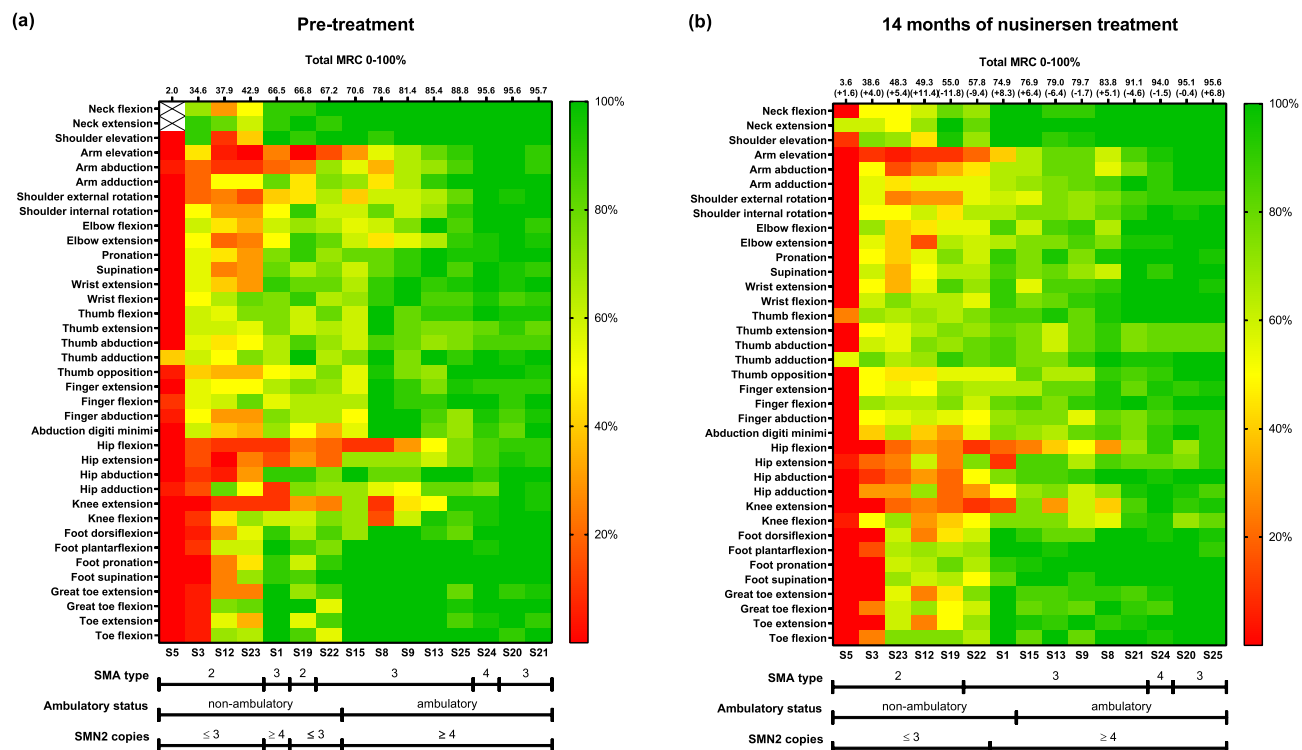 (a)
Pre-treatment
Total MRC 0-100%
2.0 34.6 37.9 42.9 66.5 66.8 67.2 70.6 78.6 81.4 85.4 88.8 95.6 95.6 95.7
Neck flexion
Neck extension
Shoulder elevation
Arm elevation
Arm abduction
Arm adduction
Shoulder external rotation
Shoulder internal rotation
Elbow flexion
Elbow extension
Pronation
Supination
Wrist extension
Wrist flexion
Thumb flexion
Thumb extension
Thumb abduction
Thumb adduction
Thumb opposition
Finger extension
Finger flexion
Finger abduction
Abduction digiti minimi
Hip flexion
Hip extension
Hip abduction
Hip adduction
Knee extension
Knee flexion
Foot dorsiflexion
Foot plantarflexion
Foot pronation
Foot supination
Great toe extension
Great toe flexion
Toe extension
Toe flexion
S5 S3 S12 S23 S1 S19 S22 S15 S8 S9 S13 S25 S24 S20 S21
100%
80%
60%
40%
20%
SMA type 2 3 2 3 4 3
Ambulatory status non-ambulatory ambulatory
SMN2 copies ≤ 3 ≥ 4 ≤ 3 ≥ 4
(b)
14 months of nusinersen treatment
Total MRC 0-100%
3.6 38.6 48.3 49.3 55.0 57.8 74.9 76.9 79.0 79.7 83.8 91.1 94.0 95.1 95.6
(+1.6) (+4.0) (+5.4) (+11.4) (-11.8) (-9.4) (+8.3) (+6.4) (-6.4) (-1.7) (+5.1) (-4.6) (-1.5) (-0.4) (+6.8)
Neck flexion
Neck extension
Shoulder elevation
Arm elevation
Arm abduction
Arm adduction
Shoulder external rotation
Shoulder internal rotation
Elbow flexion
Elbow extension
Pronation
Supination
Wrist extension
Wrist flexion
Thumb flexion
Thumb extension
Thumb abduction
Thumb adduction
Thumb opposition
Finger extension
Finger flexion
Finger abduction
Abduction digiti minimi
Hip flexion
Hip extension
Hip abduction
Hip adduction
Knee extension
Knee flexion
Foot dorsiflexion
Foot plantarflexion
Foot pronation
Foot supination
Great toe extension
Great toe flexion
Toe extension
Toe flexion
S5 S3 S23 S12 S19 S22 S1 S15 S13 S9 S8 S21 S24 S20 S25
100%
80%
60%
40%
20%
SMA type 2 3 4 3
Ambulatory status non-ambulatory ambulatory
SMN2 copies ≤ 3 ≥ 4